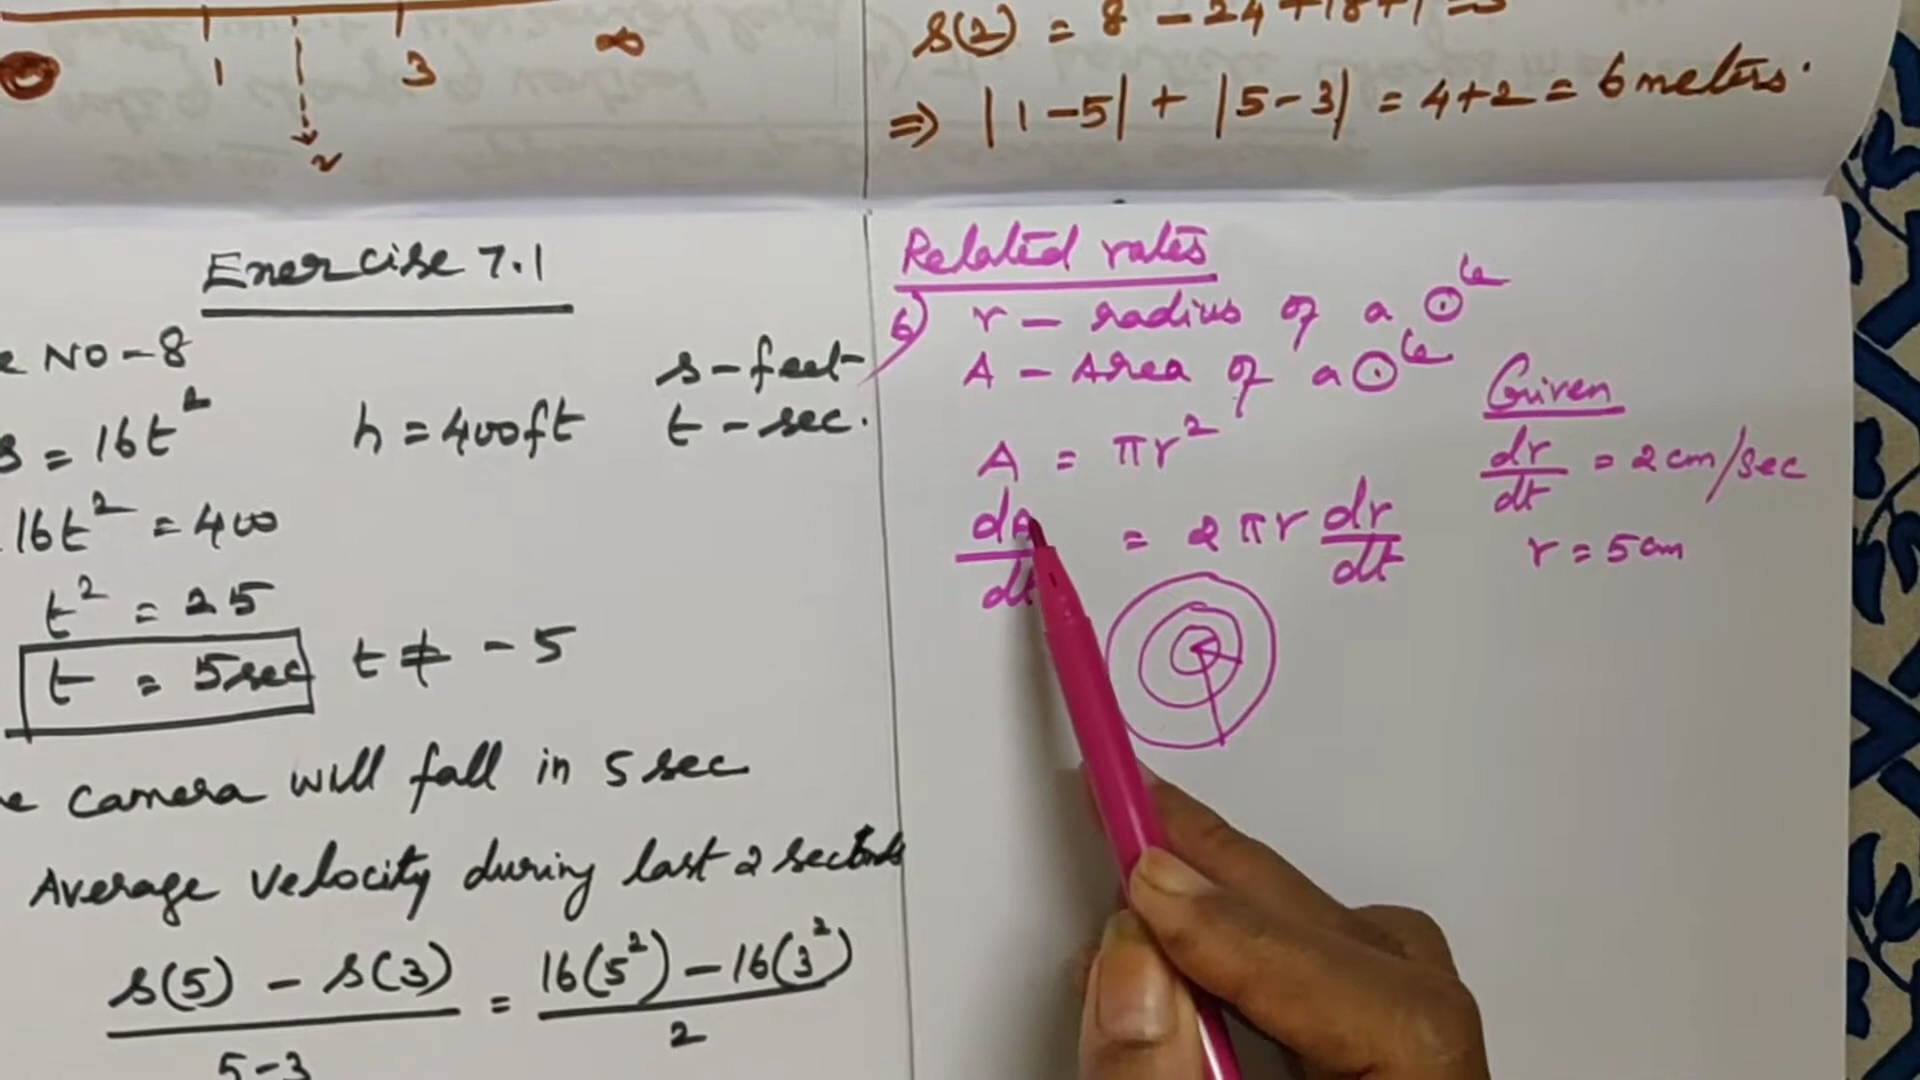 1 3 ∞
2
s(2) = 8 - 24 + 18 + 1 = 3
⇒ |1-5| + |5-3| = 4+2 = 6 meters.
Exercise 7.1
NO-8
s = 16t² h = 400ft s-feet
t - sec.
16t² = 400
t² = 25
t = 5sec t ≠ -5
camera will fall in 5 sec
Average velocity during last 2 seconds
s(5) - s(3) / 5-3 = 16(5²) - 16(3²) / 2
Related rates
6) r - radius of a ⊙le
A - Area of a ⊙le
A = πr²
dA/dt = 2πr dr/dt
Given
dr/dt = 2cm/sec
r = 5cm